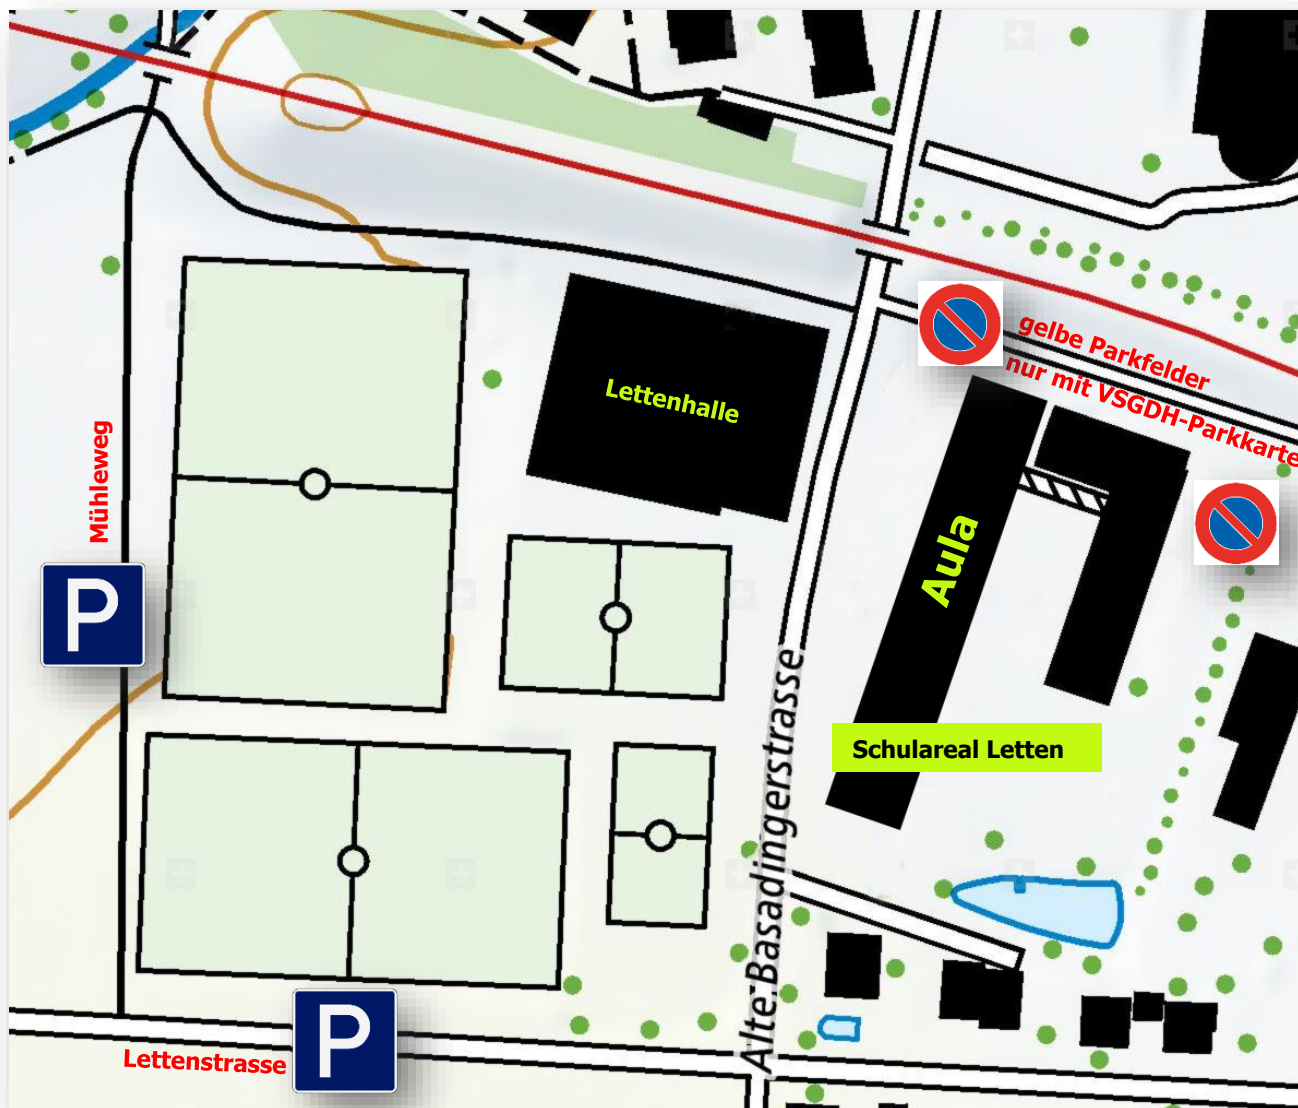 gelbe Parkfelder
nur mit VSGDH-Parkkarte
Lettenhalle
Mühleweg
Aula
P
Schulareal Letten
Alte Basadingerstrasse
P
Lettenstrasse